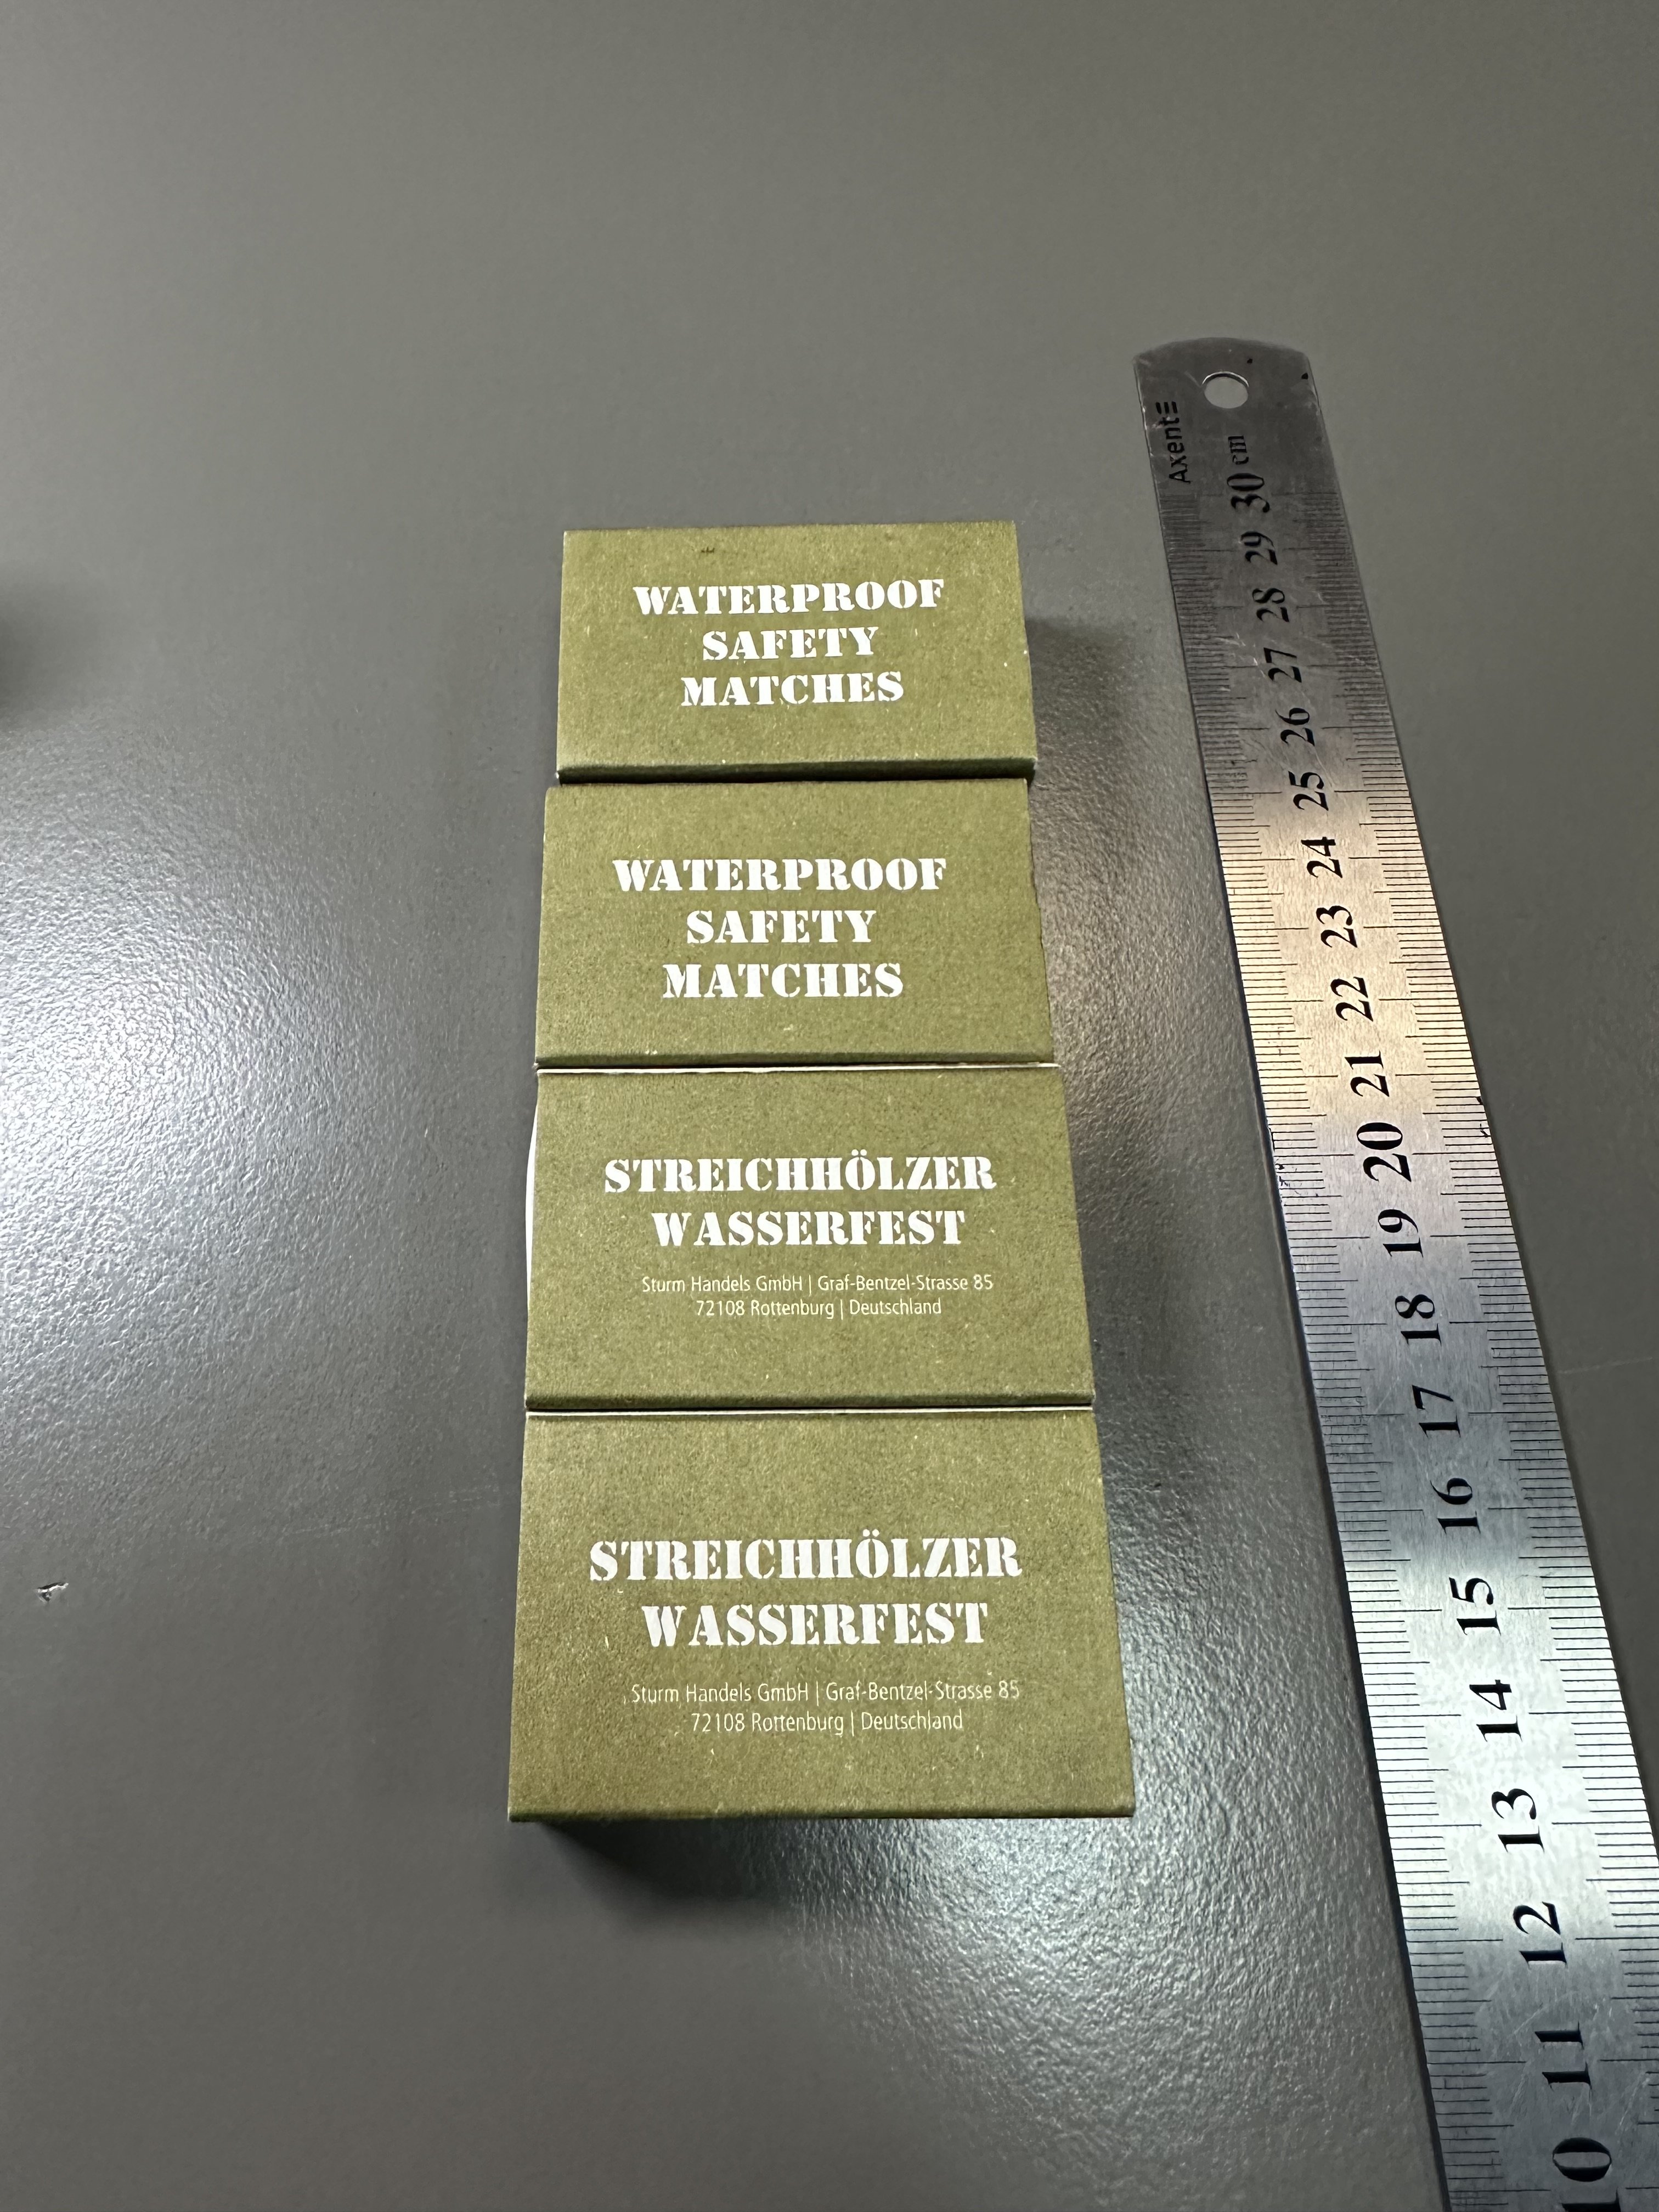 WATERPROOF
SAFETY
MATCHES
WATERPROOF
SAFETY
MATCHES
STREICHHÖLZER
WASSERFEST
Sturm Handels GmbH | Graf-Bentzel-Strasse 85
72108 Rottenburg | Deutschland
STREICHHÖLZER
WASSERFEST
Sturm Handels GmbH | Graf-Bentzel-Strasse 85
72108 Rottenburg | Deutschland
10 11 12 13 14 15 16 17 18 19 20 21 22 23 24 25 26 27 28 29 30 cm
Axent